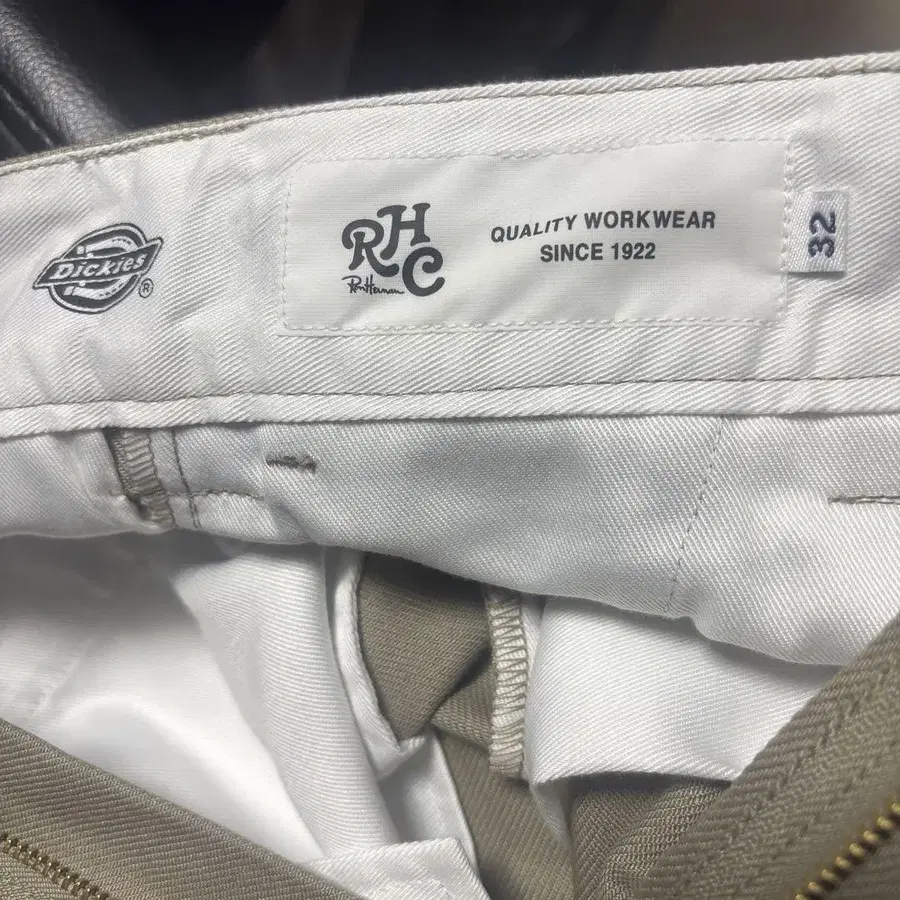 Dickies®
RHC
Ron Herman
QUALITY WORKWEAR
SINCE 1922
32